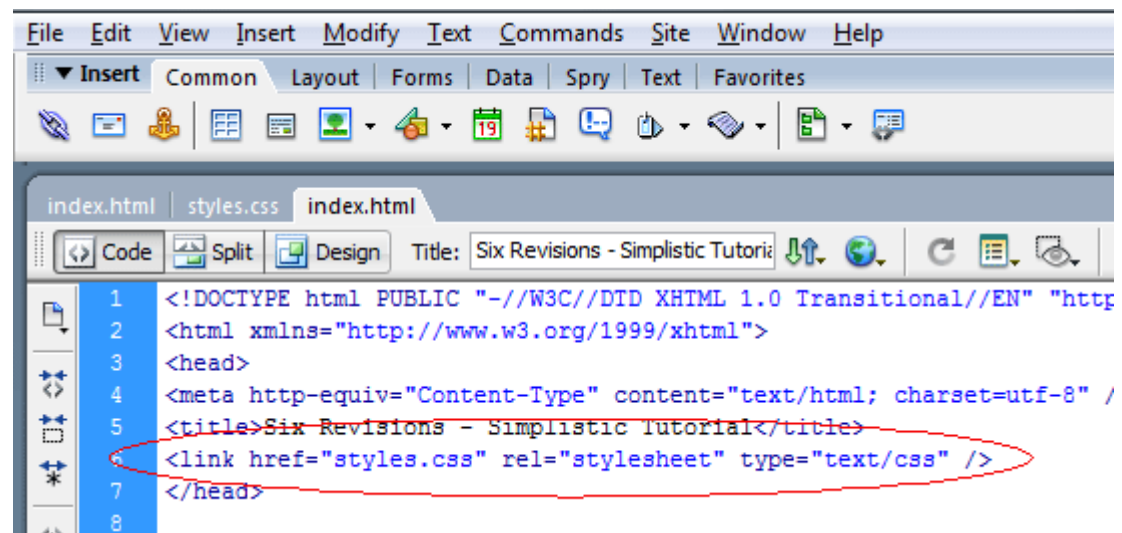 File Edit View Insert Modify Text Commands Site Window Help
Insert Common Layout Forms Data Spry Text Favorites
19
index.html styles.css index.html
Code Split Design Title: Six Revisions - Simplistic Tutoria
1 <!DOCTYPE html PUBLIC "-//W3C//DTD XHTML 1.0 Transitional//EN" "http
2 <html xmlns="http://www.w3.org/1999/xhtml">
3 <head>
4 <meta http-equiv="Content-Type" content="text/html; charset=utf-8" /
5 <title>Six Revisions - Simplistic Tutorial</title>
6 <link href="styles.css" rel="stylesheet" type="text/css" />
7 </head>
8